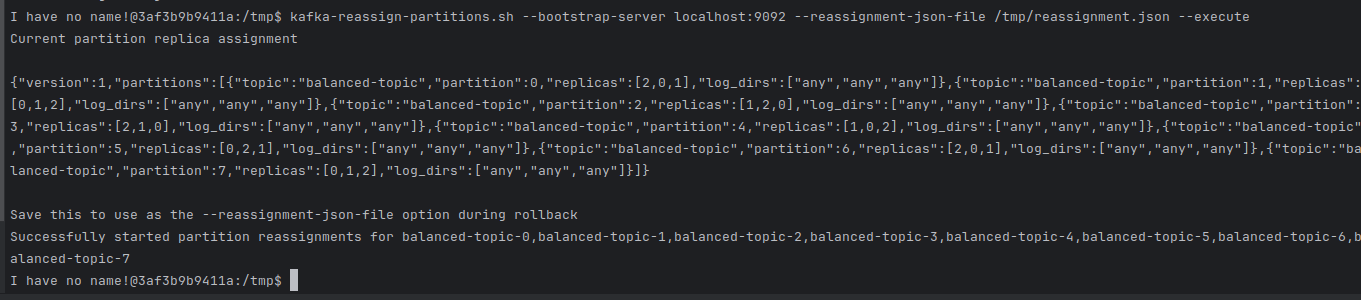 I have no name!@3af3b9b9411a:/tmp$ kafka-reassign-partitions.sh --bootstrap-server localhost:9092 --reassignment-json-file /tmp/reassignment.json --execute
Current partition replica assignment
{"version":1,"partitions":[{"topic":"balanced-topic","partition":0,"replicas":[2,0,1],"log_dirs":["any","any","any"]},{"topic":"balanced-topic","partition":1,"replicas":
[0,1,2],"log_dirs":["any","any","any"]},{"topic":"balanced-topic","partition":2,"replicas":[1,2,0],"log_dirs":["any","any","any"]},{"topic":"balanced-topic","partition":
3,"replicas":[2,1,0],"log_dirs":["any","any","any"]},{"topic":"balanced-topic","partition":4,"replicas":[1,0,2],"log_dirs":["any","any","any"]},{"topic":"balanced-topic"
,"partition":5,"replicas":[0,2,1],"log_dirs":["any","any","any"]},{"topic":"balanced-topic","partition":6,"replicas":[2,0,1],"log_dirs":["any","any","any"]},{"topic":"ba
lanced-topic","partition":7,"replicas":[0,1,2],"log_dirs":["any","any","any"]}]}
Save this to use as the --reassignment-json-file option during rollback
Successfully started partition reassignments for balanced-topic-0,balanced-topic-1,balanced-topic-2,balanced-topic-3,balanced-topic-4,balanced-topic-5,balanced-topic-6,b
alanced-topic-7
I have no name!@3af3b9b9411a:/tmp$